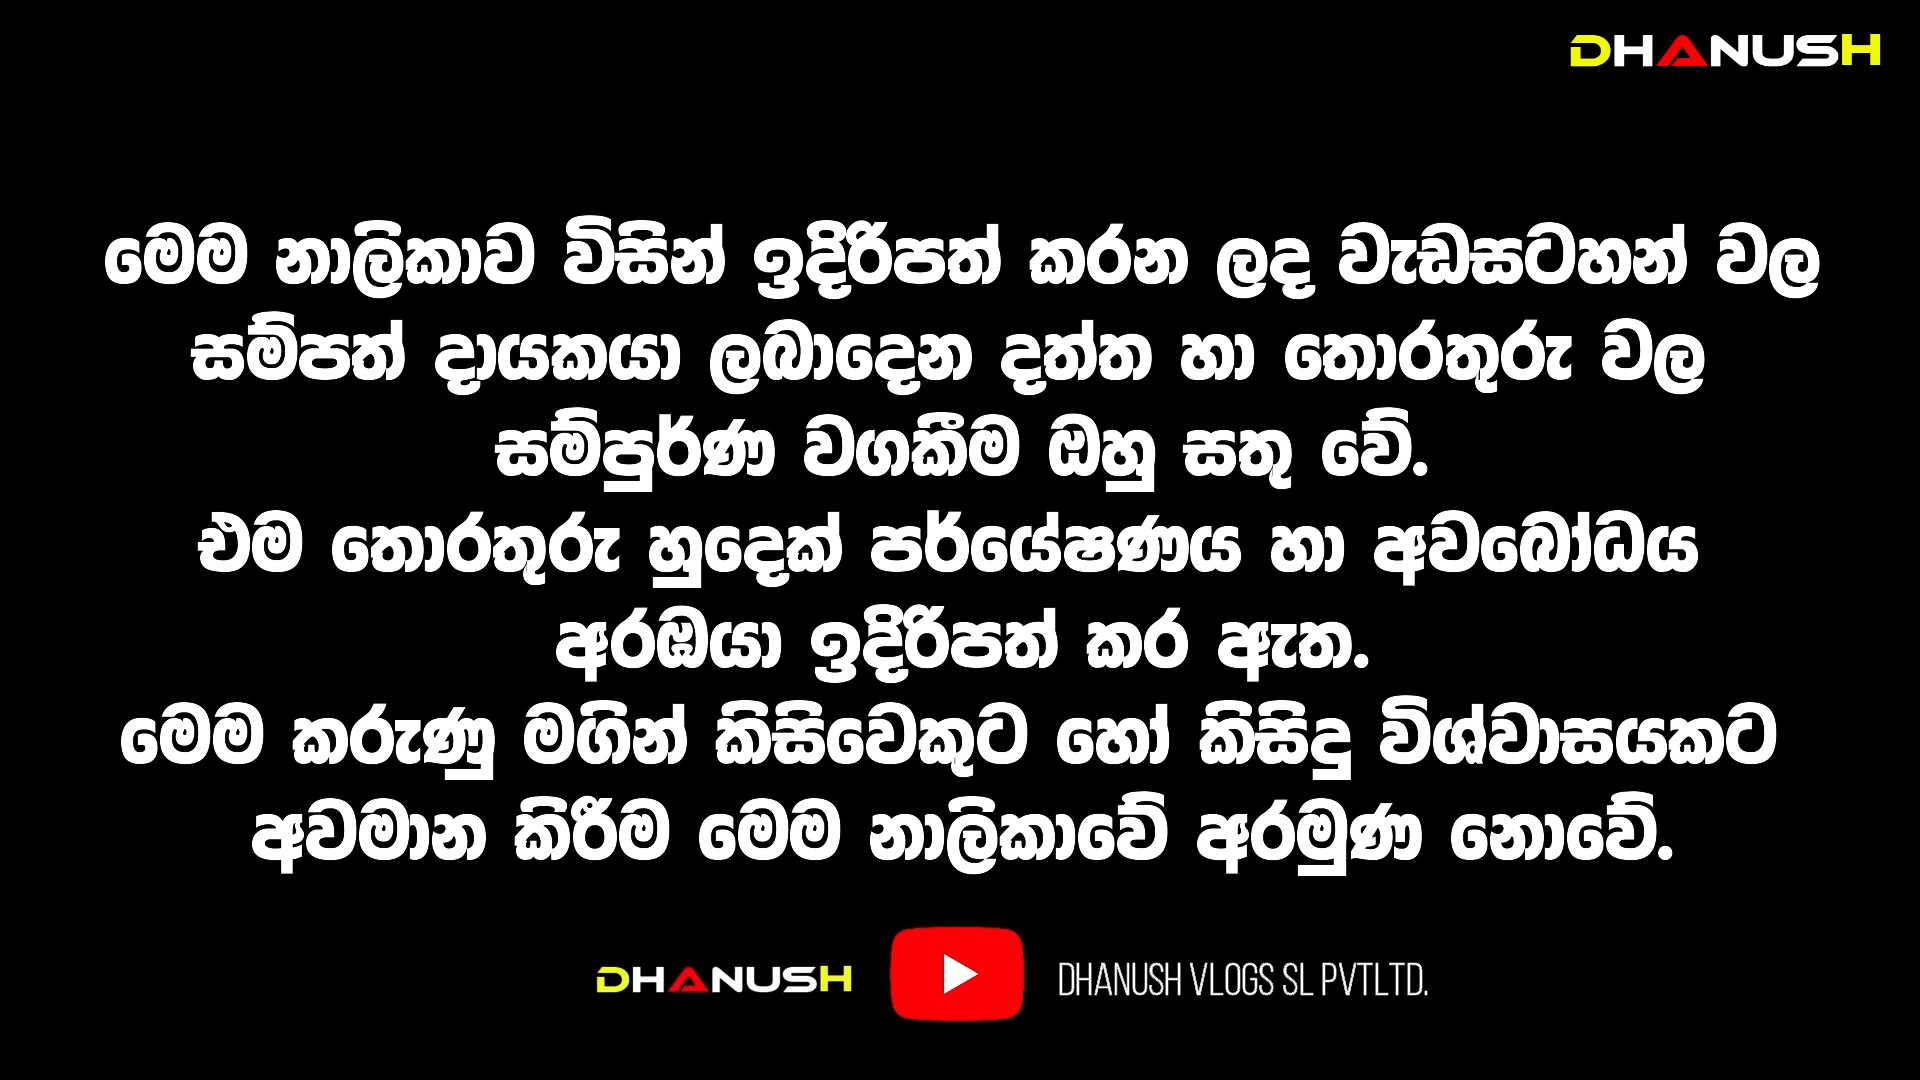 DHANUSH
මෙම නාලිකාව විසින් ඉදිරිපත් කරන ලද වැඩසටහන් වල
සම්පත් දායකයා ලබාදෙන දත්ත හා තොරතුරු වල
සම්පුර්ණ වගකීම ඔහු සතු වේ.
එම තොරතුරු හුදෙක් පර්යේෂණය හා අවබෝධය
අරඹයා ඉදිරිපත් කර ඇත.
මෙම කරුණු මගින් කිසිවෙකුට හෝ කිසිදු විශ්වාසයකට
අවමාන කිරීම මෙම නාලිකාවේ අරමුණ නොවේ.
DHANUSH DHANUSH VLOGS SL PVTLTD.